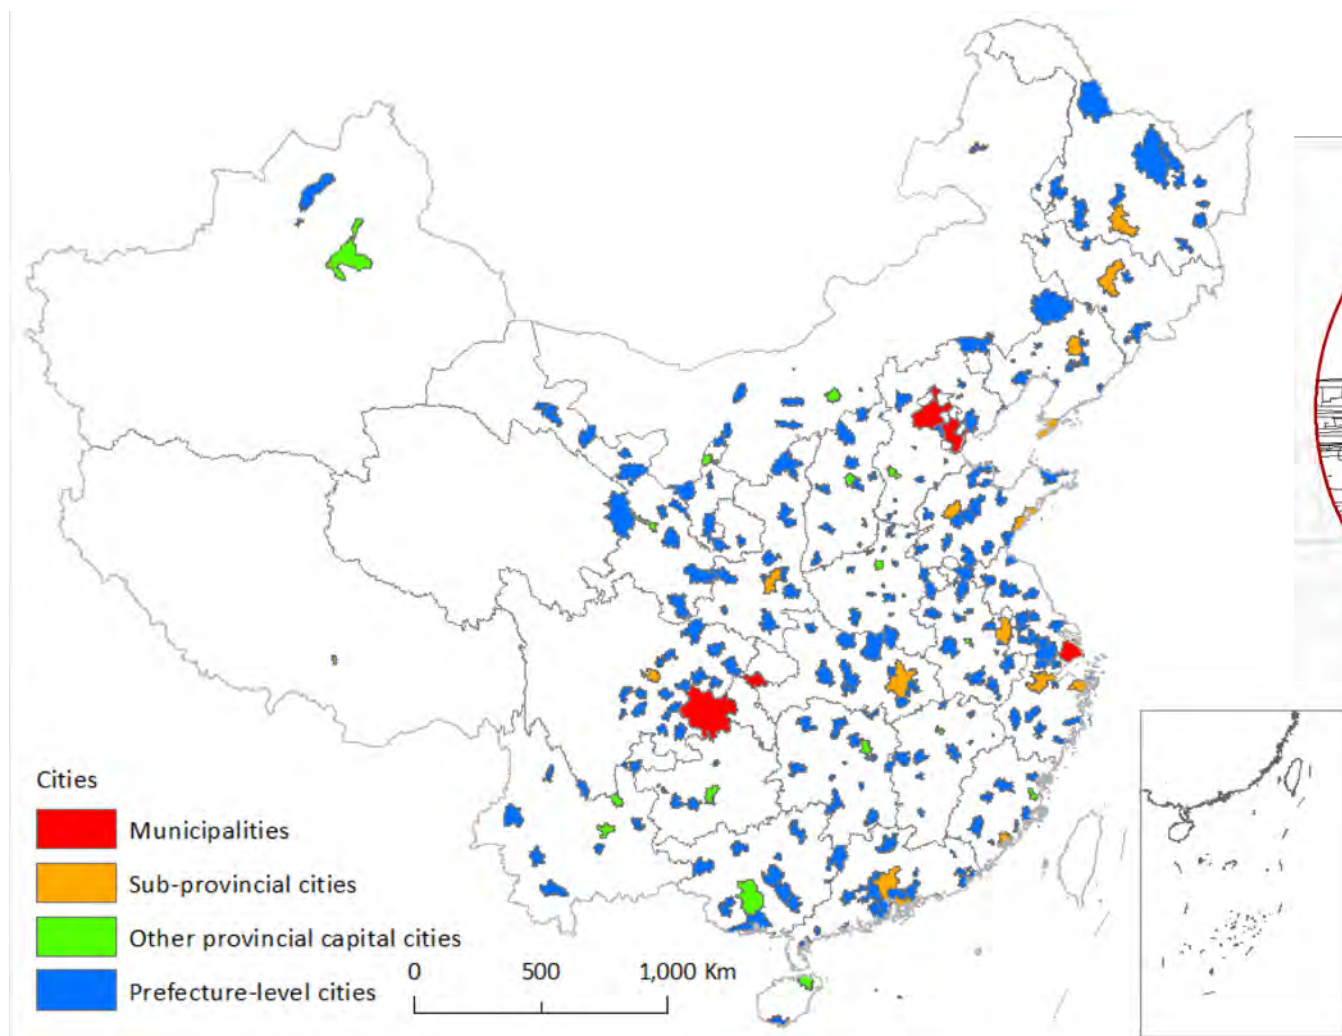 Cities
Municipalities
Sub-provincial cities
Other provincial capital cities
Prefecture-level cities
0 500 1,000 Km